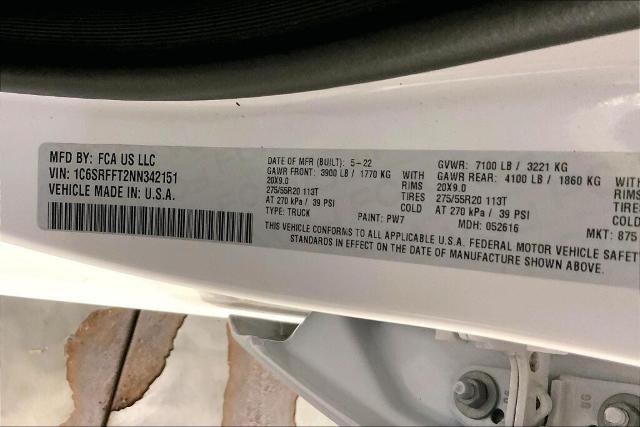 MFD BY: FCA US LLC
VIN: 1C6SRFFT2NN342151
VEHICLE MADE IN: U.S.A.
DATE OF MFR (BUILT): 5-22
GAWR FRONT: 3900 LB / 1770 KG WITH
20X9.0 RIMS
275/55R20 113T TIRES
AT 270 kPa / 39 PSI COLD
TYPE: TRUCK PAINT: PW7
GVWR: 7100 LB / 3221 KG
GAWR REAR: 4100 LB / 1860 KG WITH
20X9.0 RIMS
275/55R20 113T TIRES
AT 270 kPa / 39 PSI COLD
MDH: 052616 MKT: 875
THIS VEHICLE CONFORMS TO ALL APPLICABLE U.S.A. FEDERAL MOTOR VEHICLE SAFET
STANDARDS IN EFFECT ON THE DATE OF MANUFACTURE SHOWN ABOVE.